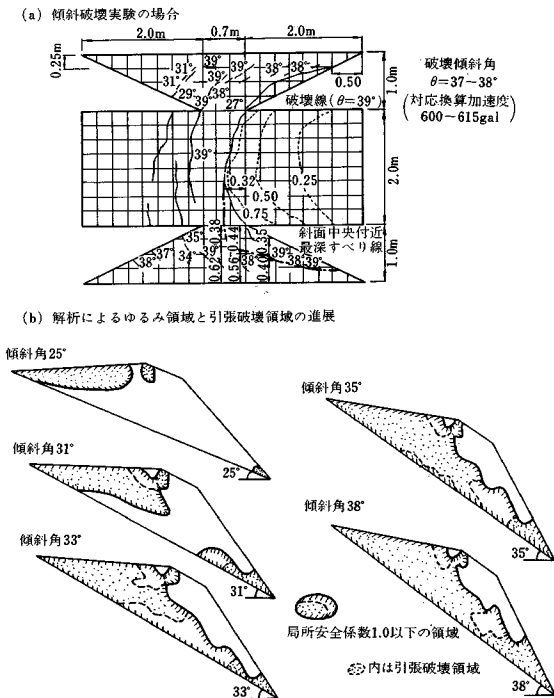 (a) 傾斜破壊実験の場合
2.0m 0.7m 2.0m
0.25m
31° 39° 39° 38° 38°
31° 38°
29° 39° 27°
0.50
1.0m
破壊線(θ=39°)
破壊傾斜角
θ=37~38°
(対応換算加速度
600~615gal)
39°
0.32
0.25
0.50
0.75
2.0m
斜面中央付近
最深すべり線
35° 0.38 0.44 0.35 39°
37° 34° 0.62 0.56 0.40 38° 38° 39°
38°
1.0m
(b) 解析によるゆるみ領域と引張破壊領域の進展
傾斜角25°
25°
傾斜角31°
31°
傾斜角33°
33°
傾斜角35°
35°
傾斜角38°
38°
局所安全係数1.0以下の領域
内は引張破壊領域